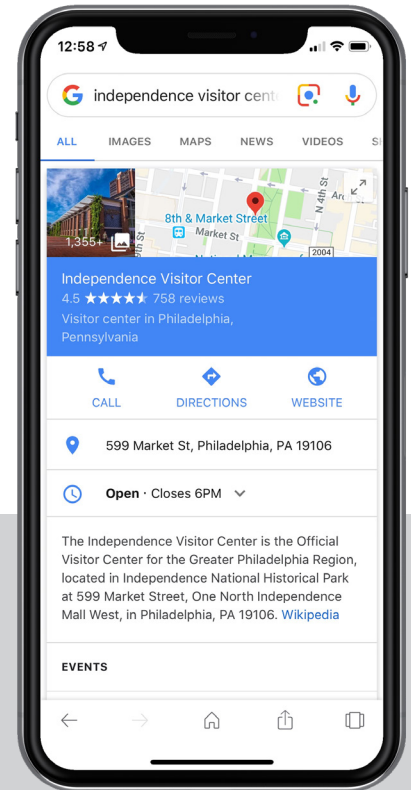 12:58
independence visitor cent
ALL IMAGES MAPS NEWS VIDEOS
1,355+
8th & Market Street
Market St
N 4th St
Arc
2004
Independence Visitor Center
4.5 758 reviews
Visitor center in Philadelphia,
Pennsylvania
CALL DIRECTIONS WEBSITE
599 Market St, Philadelphia, PA 19106
Open · Closes 6PM
The Independence Visitor Center is the Official
Visitor Center for the Greater Philadelphia Region,
located in Independence National Historical Park
at 599 Market Street, One North Independence
Mall West, in Philadelphia, PA 19106. Wikipedia
EVENTS